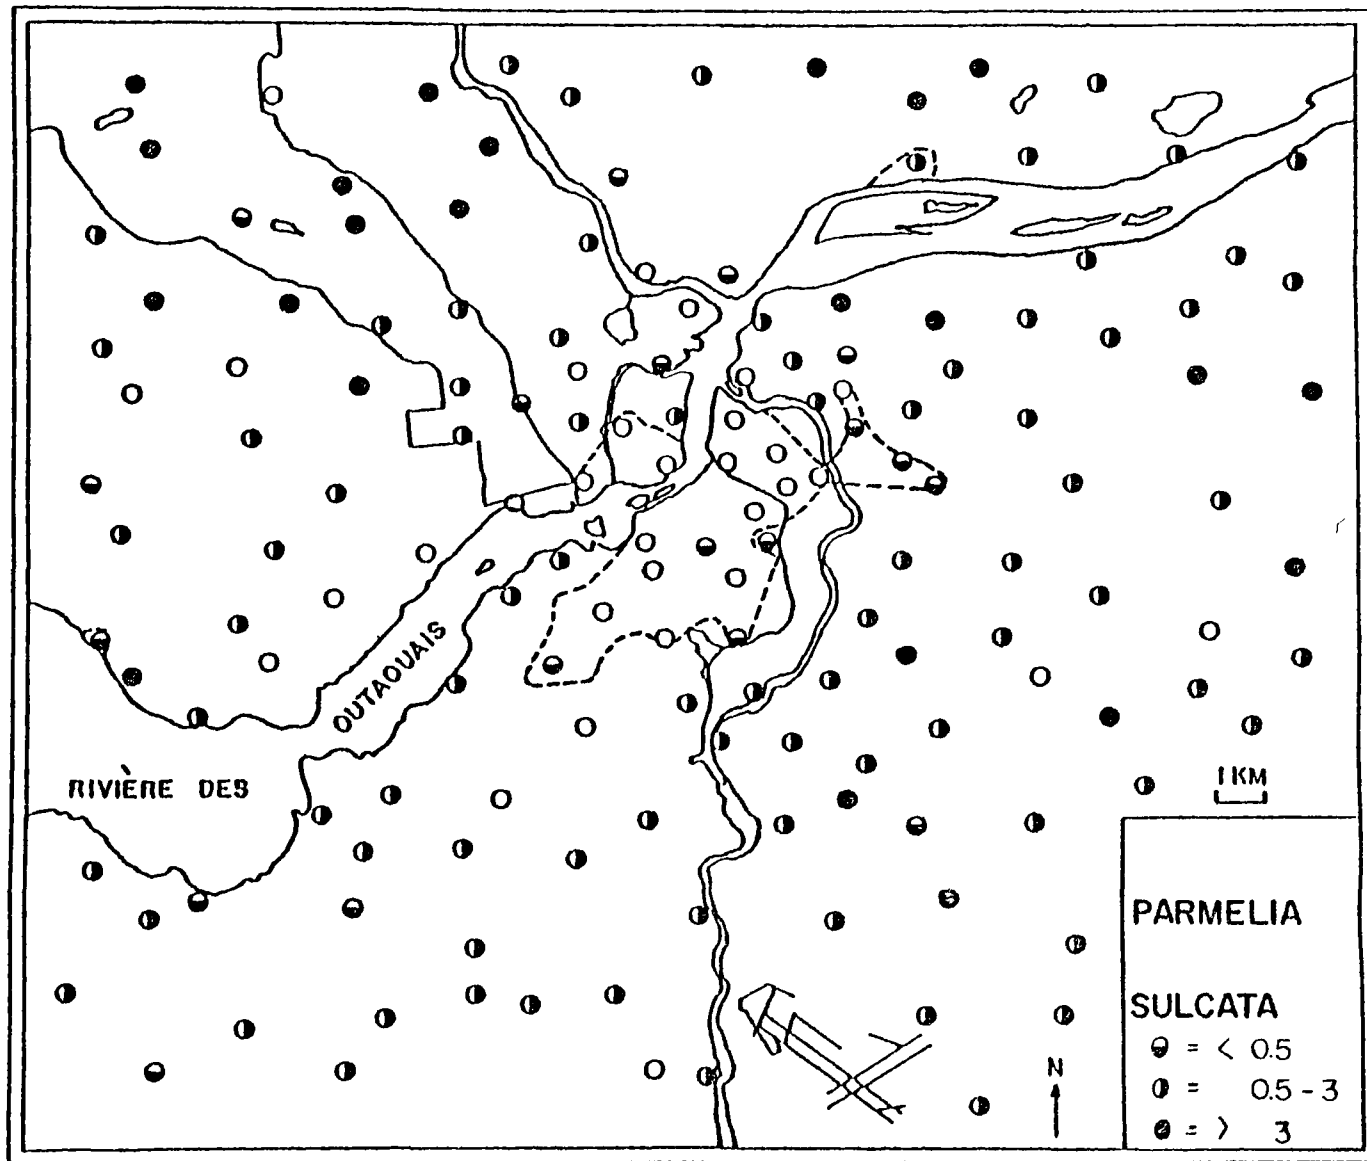 OUTAOUAIS
RIVIÈRE DES
1 KM
PARMELIA
SULCATA
= < 0.5
= 0.5 - 3
= > 3
N